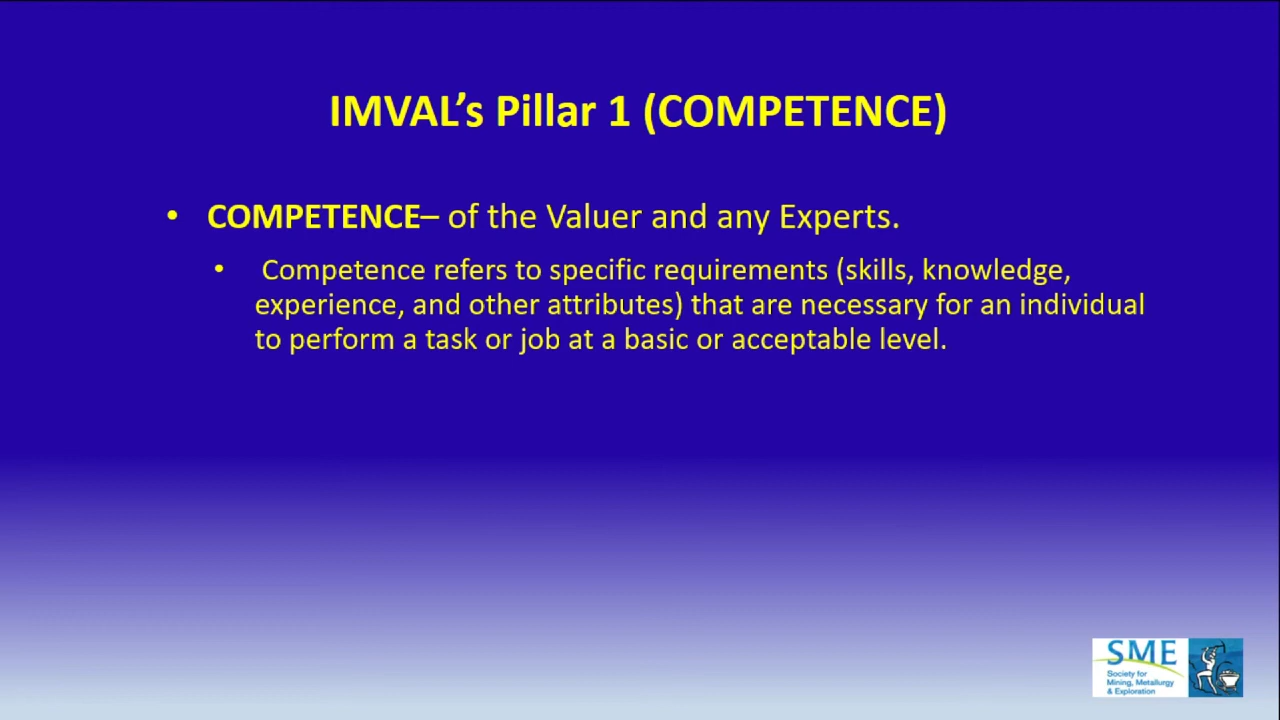 IMVAL’s Pillar 1 (COMPETENCE)
• COMPETENCE– of the Valuer and any Experts.
• Competence refers to specific requirements (skills, knowledge,
experience, and other attributes) that are necessary for an individual
to perform a task or job at a basic or acceptable level.
SME
Society for
Mining, Metallurgy
& Exploration